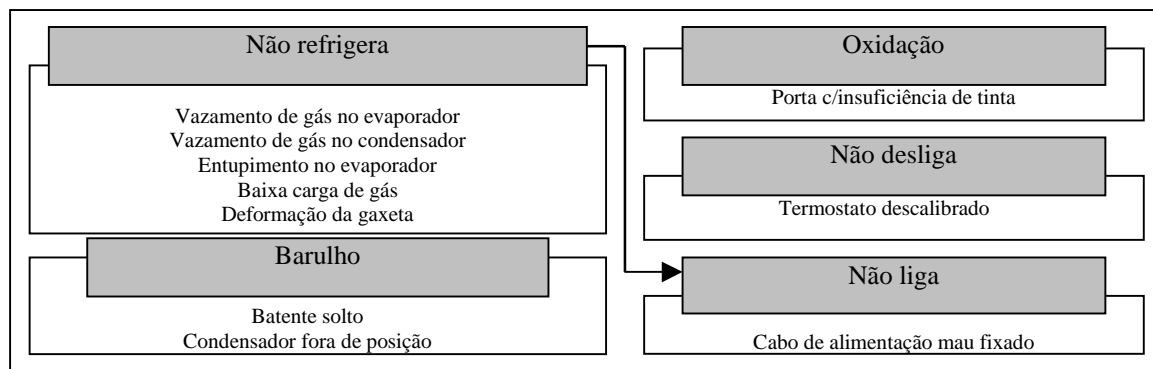 Não refrigera
Vazamento de gás no evaporador
Vazamento de gás no condensador
Entupimento no evaporador
Baixa carga de gás
Deformação da gaxeta
Barulho
Batente solto
Condensador fora de posição
Oxidação
Porta c/insuficiência de tinta
Não desliga
Termostato descalibrado
Não liga
Cabo de alimentação mau fixado